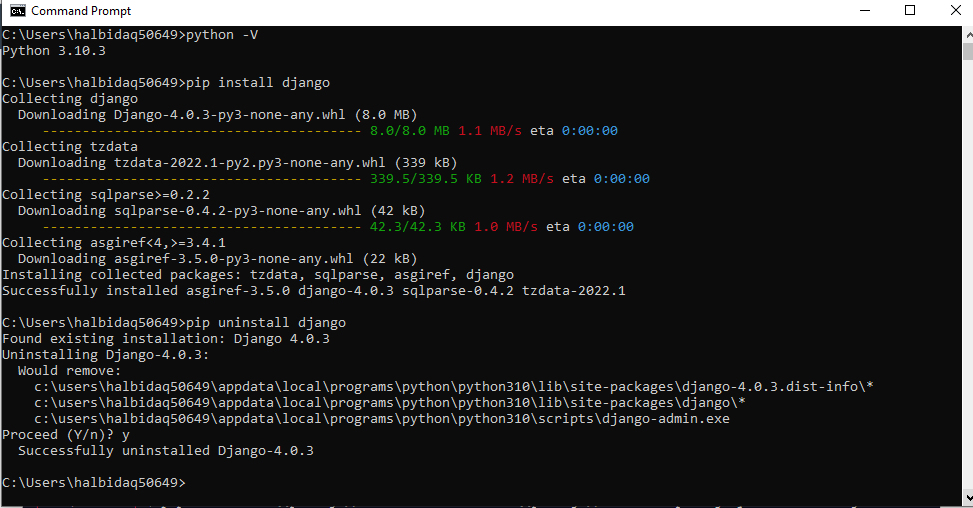 Command Prompt
C:\Users\halbidaq50649>python -V
Python 3.10.3
C:\Users\halbidaq50649>pip install django
Collecting django
  Downloading Django-4.0.3-py3-none-any.whl (8.0 MB)
     ---------------------------------------- 8.0/8.0 MB 1.1 MB/s eta 0:00:00
Collecting tzdata
  Downloading tzdata-2022.1-py2.py3-none-any.whl (339 kB)
     ---------------------------------------- 339.5/339.5 KB 1.2 MB/s eta 0:00:00
Collecting sqlparse>=0.2.2
  Downloading sqlparse-0.4.2-py3-none-any.whl (42 kB)
     ---------------------------------------- 42.3/42.3 KB 1.0 MB/s eta 0:00:00
Collecting asgiref<4,>=3.4.1
  Downloading asgiref-3.5.0-py3-none-any.whl (22 kB)
Installing collected packages: tzdata, sqlparse, asgiref, django
Successfully installed asgiref-3.5.0 django-4.0.3 sqlparse-0.4.2 tzdata-2022.1
C:\Users\halbidaq50649>pip uninstall django
Found existing installation: Django 4.0.3
Uninstalling Django-4.0.3:
  Would remove:
    c:\users\halbidaq50649\appdata\local\programs\python\python310\lib\site-packages\django-4.0.3.dist-info\*
    c:\users\halbidaq50649\appdata\local\programs\python\python310\lib\site-packages\django\*
    c:\users\halbidaq50649\appdata\local\programs\python\python310\scripts\django-admin.exe
Proceed (Y/n)? y
  Successfully uninstalled Django-4.0.3
C:\Users\halbidaq50649>